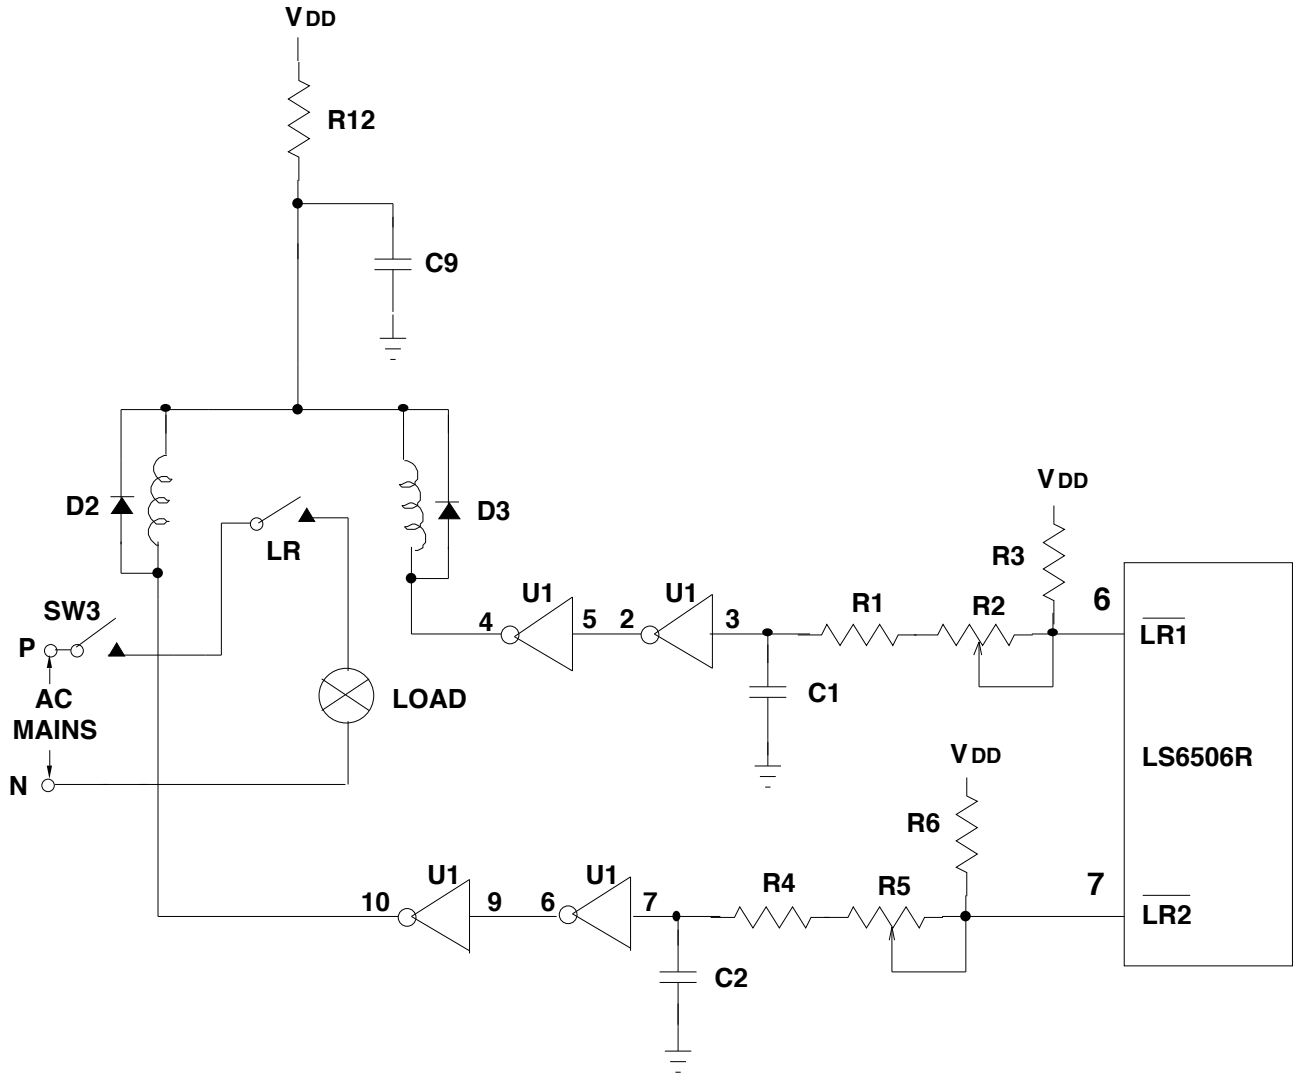 VDD
R12
C9
D2
D3
LR
VDD
R3
6
U1
U1
R1
R2
SW3
4
5
2
3
LR1
P
C1
AC
MAINS
LOAD
N
VDD
LS6506R
R6
U1
U1
R4
R5
7
10
9
6
7
LR2
C2